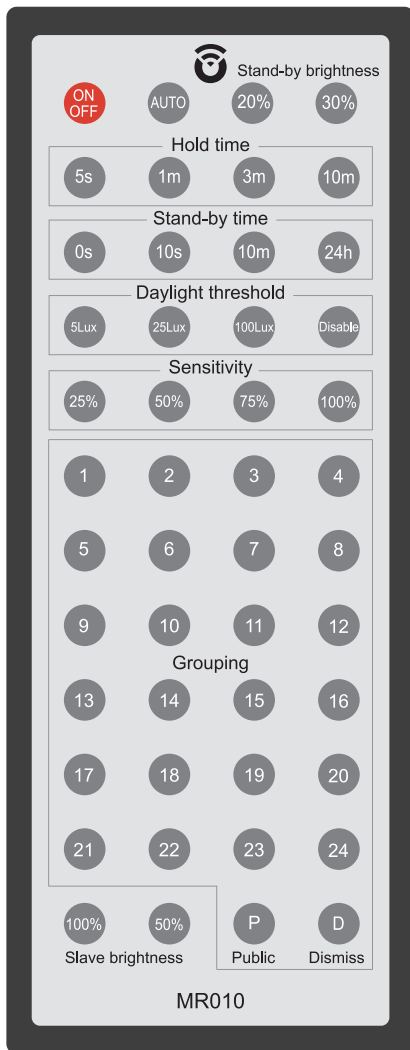 Stand-by brightness
ON
OFF
AUTO 20% 30%
Hold time
5s 1m 3m 10m
Stand-by time
0s 10s 10m 24h
Daylight threshold
5Lux 25Lux 100Lux Disable
Sensitivity
25% 50% 75% 100%
1 2 3 4
5 6 7 8
9 10 11 12
Grouping
13 14 15 16
17 18 19 20
21 22 23 24
100% 50% P D
Slave brightness Public Dismiss
MR010